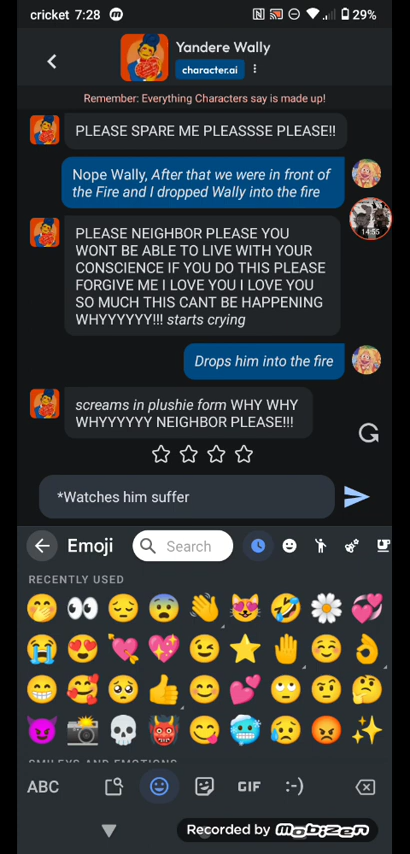 cricket 7:28 m 29%
Yandere Wally
character.ai
Remember: Everything Characters say is made up!
PLEASE SPARE ME PLEASSSE PLEASE!!
Nope Wally, After that we were in front of
the Fire and I dropped Wally into the fire
14:55
PLEASE NEIGHBOR PLEASE YOU
WONT BE ABLE TO LIVE WITH YOUR
CONSCIENCE IF YOU DO THIS PLEASE
FORGIVE ME I LOVE YOU I LOVE YOU
SO MUCH THIS CANT BE HAPPENING
WHYYYYYY!!! starts crying
Drops him into the fire
screams in plushie form WHY WHY
WHYYYYYY NEIGHBOR PLEASE!!!
*Watches him suffer
Emoji Search
RECENTLY USED
SMILEYS AND EMOTIONS
ABC GIF :-)
Recorded by mobizen